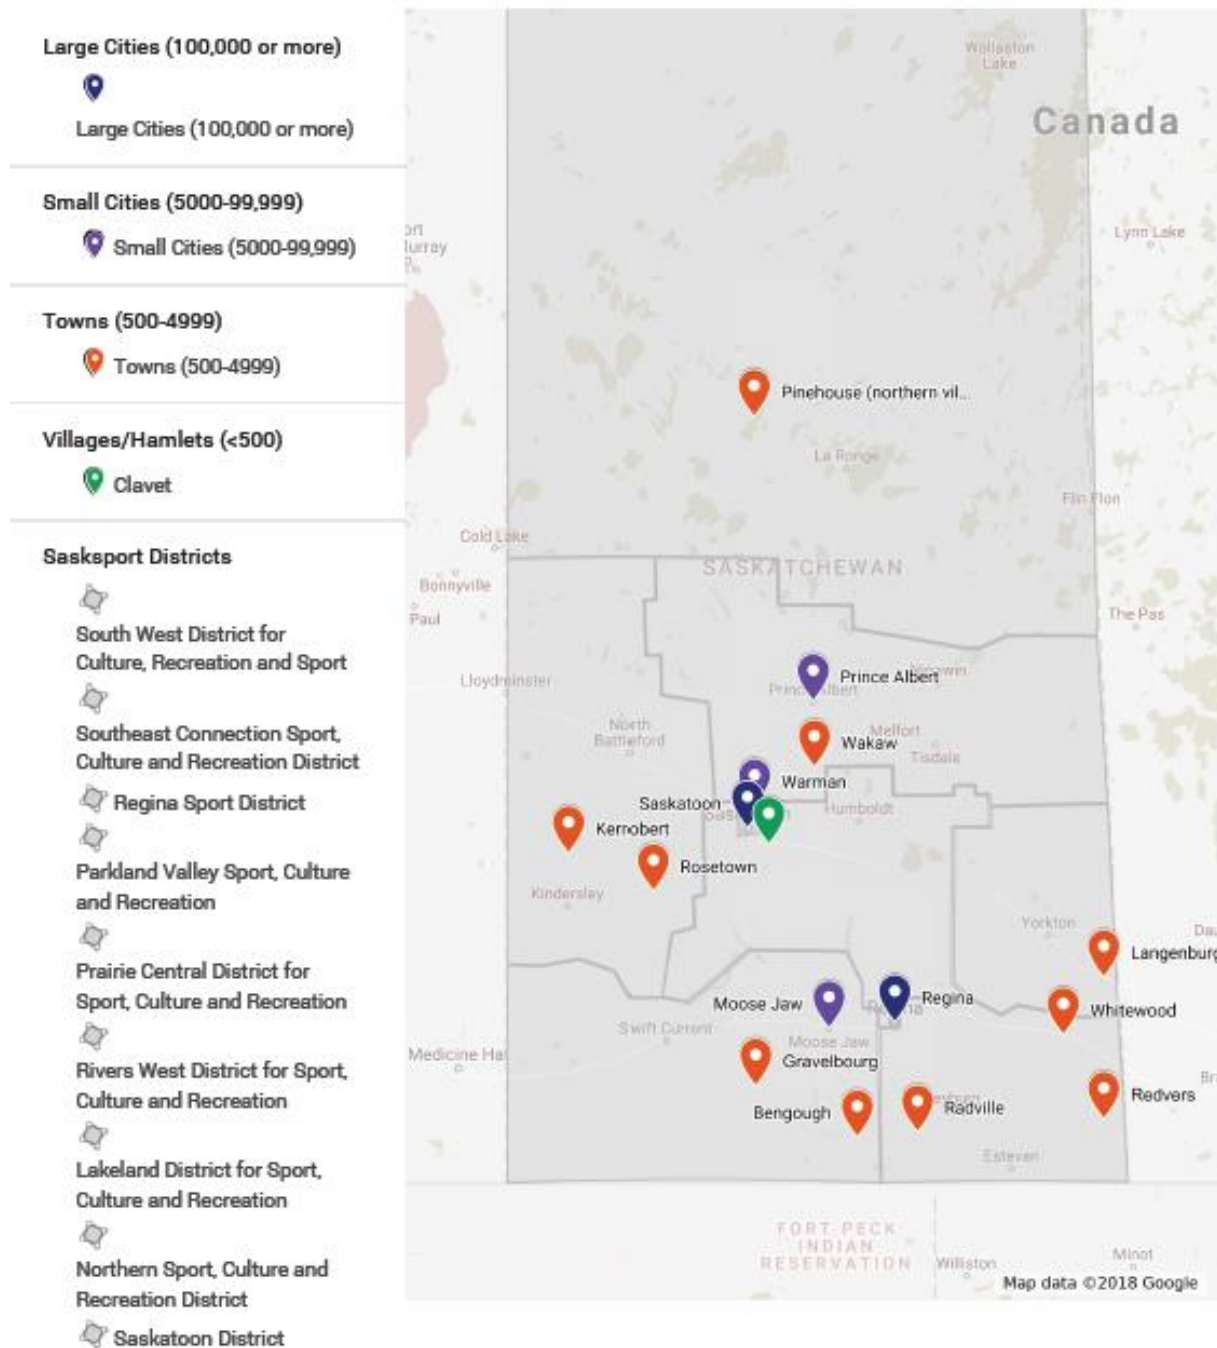 Large Cities (100,000 or more)
Large Cities (100,000 or more)
Small Cities (5000-99,999)
Small Cities (5000-99,999)
Towns (500-4999)
Towns (500-4999)
Villages/Hamlets (<500)
Clavet
Sasksport Districts
South West District for
Culture, Recreation and Sport
Southeast Connection Sport,
Culture and Recreation District
Regina Sport District
Parkland Valley Sport, Culture
and Recreation
Prairie Central District for
Sport, Culture and Recreation
Rivers West District for Sport,
Culture and Recreation
Lakeland District for Sport,
Culture and Recreation
Northern Sport, Culture and
Recreation District
Saskatoon District
Wollaston
Lake
Canada
Lynn Lake
Pinehouse (northern vil...
La Ronge
Flin Flon
Cold Lake
SASKATCHEWAN
Bonnyville
Paul
The Pas
Prince Albert
Lloydminster
Prince Albert
North
Battleford
Melfort
Wakaw
Tisdale
Warman
Saskatoon
Humboldt
Kernobert
Rosetown
Kindersley
Yorkton
Langenburg
Moose Jaw
Regina
Whitewood
Swift Current
Moose Jaw
Medicine Ha
Gravelbourg
Redvers
Bengough
Radville
Estevan
FORT PECK
INDIAN
RESERVATION
Williston
Minot
Map data ©2018 Google